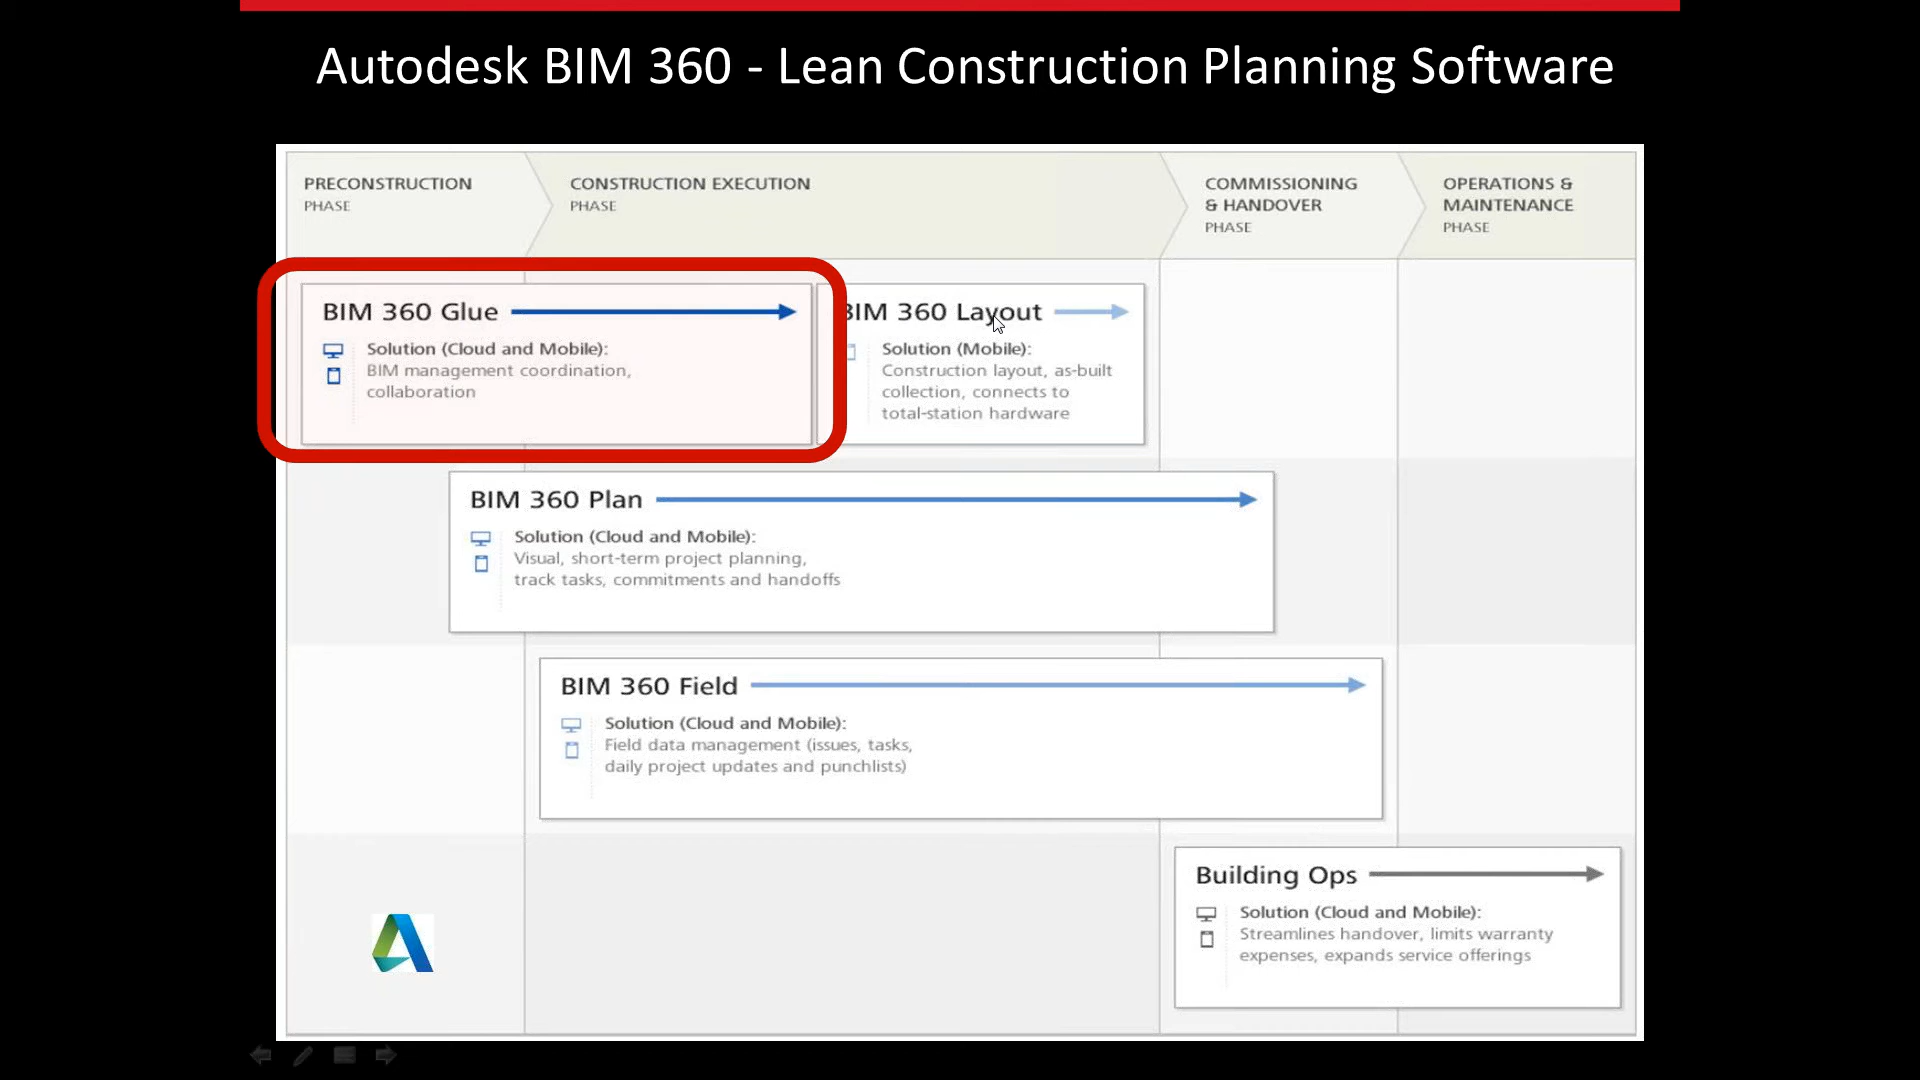 Autodesk BIM 360 - Lean Construction Planning Software
PRECONSTRUCTION
PHASE
CONSTRUCTION EXECUTION
PHASE
COMMISSIONING
& HANDOVER
PHASE
OPERATIONS &
MAINTENANCE
PHASE
BIM 360 Glue
Solution (Cloud and Mobile):
BIM management coordination,
collaboration
BIM 360 Layout
Solution (Mobile):
Construction layout, as-built
collection, connects to
total-station hardware
BIM 360 Plan
Solution (Cloud and Mobile):
Visual, short-term project planning,
track tasks, commitments and handoffs
BIM 360 Field
Solution (Cloud and Mobile):
Field data management (issues, tasks,
daily project updates and punchlists)
Building Ops
Solution (Cloud and Mobile):
Streamlines handover, limits warranty
expenses, expands service offerings